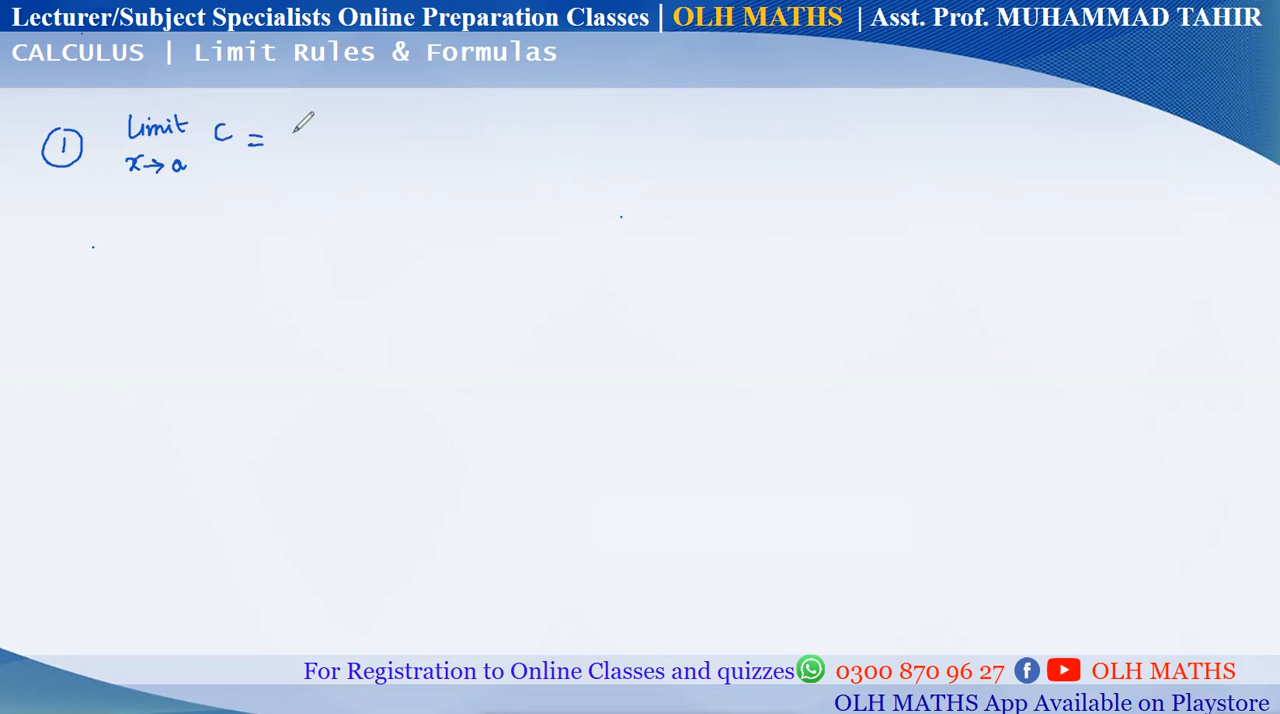 Lecturer/Subject Specialists Online Preparation Classes | OLH MATHS | Asst. Prof. MUHAMMAD TAHIR
CALCULUS | Limit Rules & Formulas
① Limit C =
x→a
For Registration to Online Classes and quizzes 0300 870 96 27 OLH MATHS
OLH MATHS App Available on Playstore